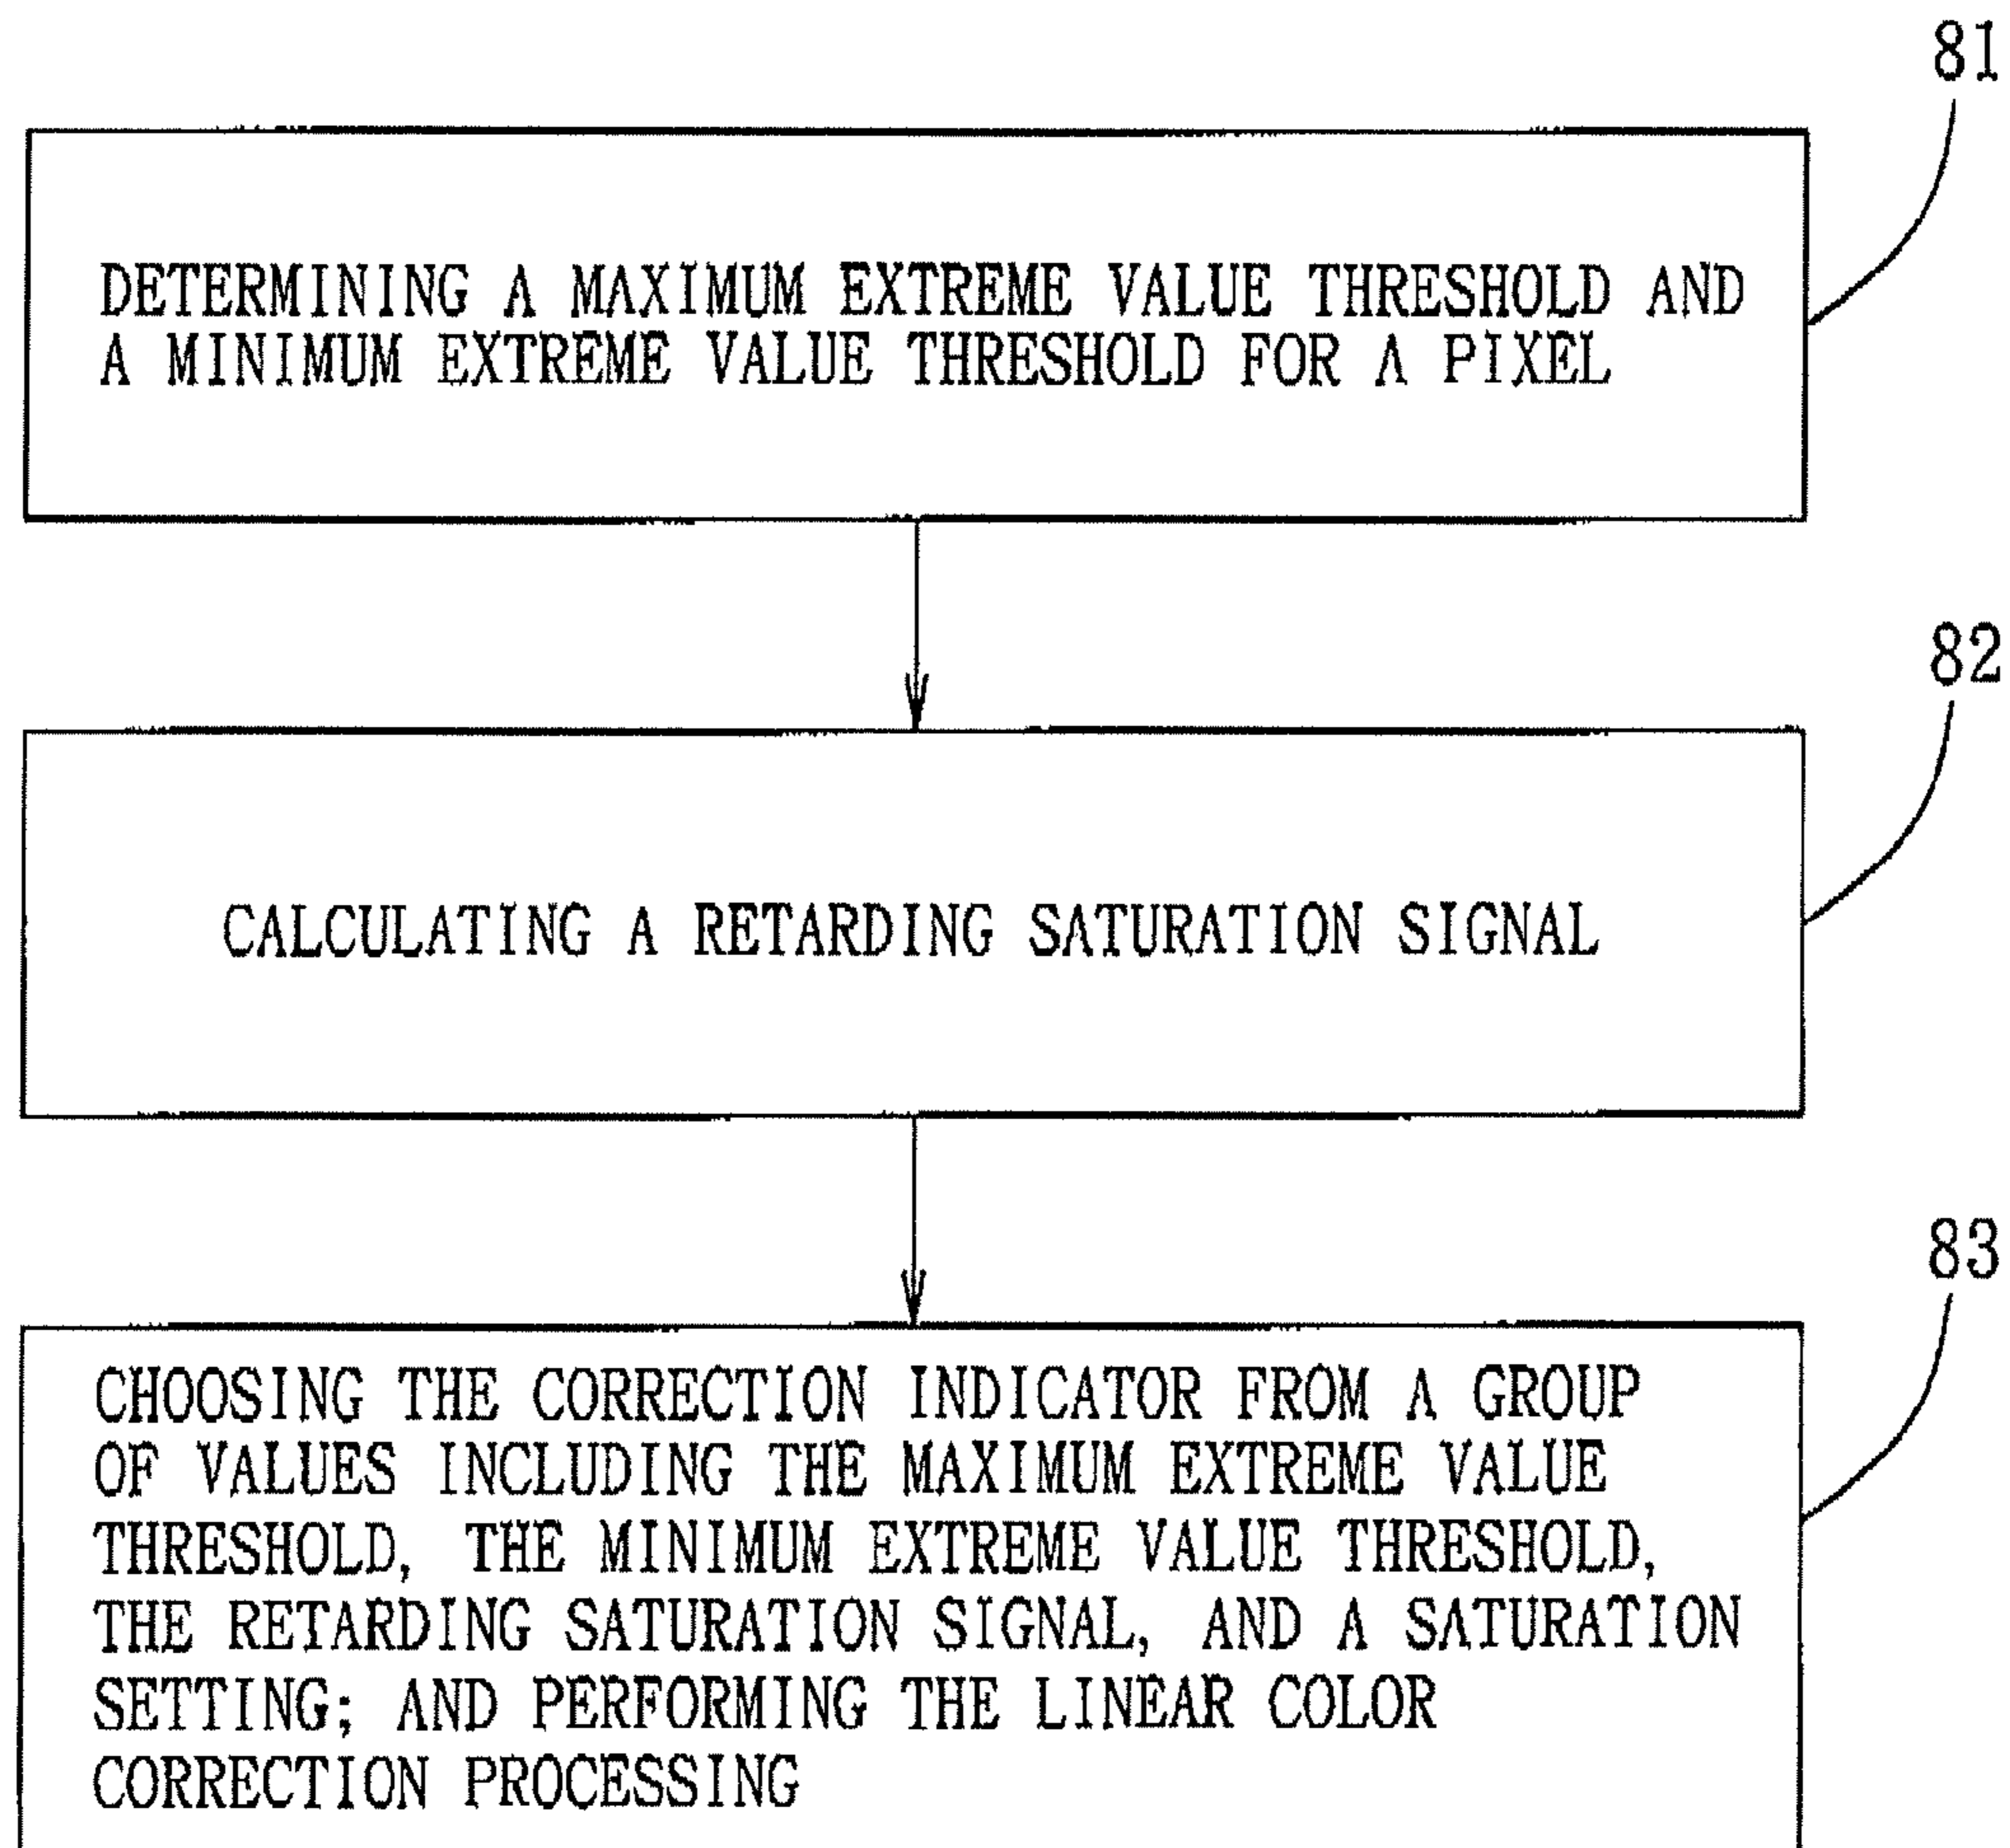 81
DETERMINING A MAXIMUM EXTREME VALUE THRESHOLD AND
A MINIMUM EXTREME VALUE THRESHOLD FOR A PIXEL
82
CALCULATING A RETARDING SATURATION SIGNAL
83
CHOOSING THE CORRECTION INDICATOR FROM A GROUP
OF VALUES INCLUDING THE MAXIMUM EXTREME VALUE
THRESHOLD, THE MINIMUM EXTREME VALUE THRESHOLD,
THE RETARDING SATURATION SIGNAL, AND A SATURATION
SETTING; AND PERFORMING THE LINEAR COLOR
CORRECTION PROCESSING